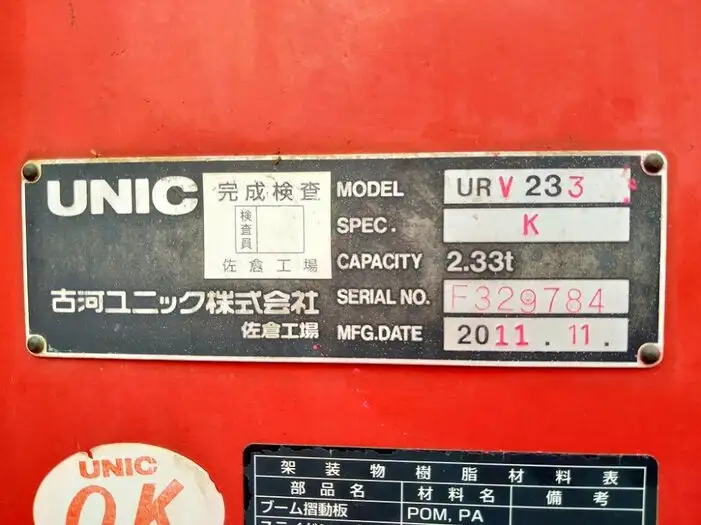 UNIC
完成検査
検査員
佐倉工場
古河ユニック株式会社
佐倉工場
MODEL URV233
SPEC. K
CAPACITY 2.33t
SERIAL NO. F329784
MFG.DATE 2011.11.
UNIC
OK
架装物樹脂材料表
部品名 材料名 備考
ブーム摺動板 POM, PA